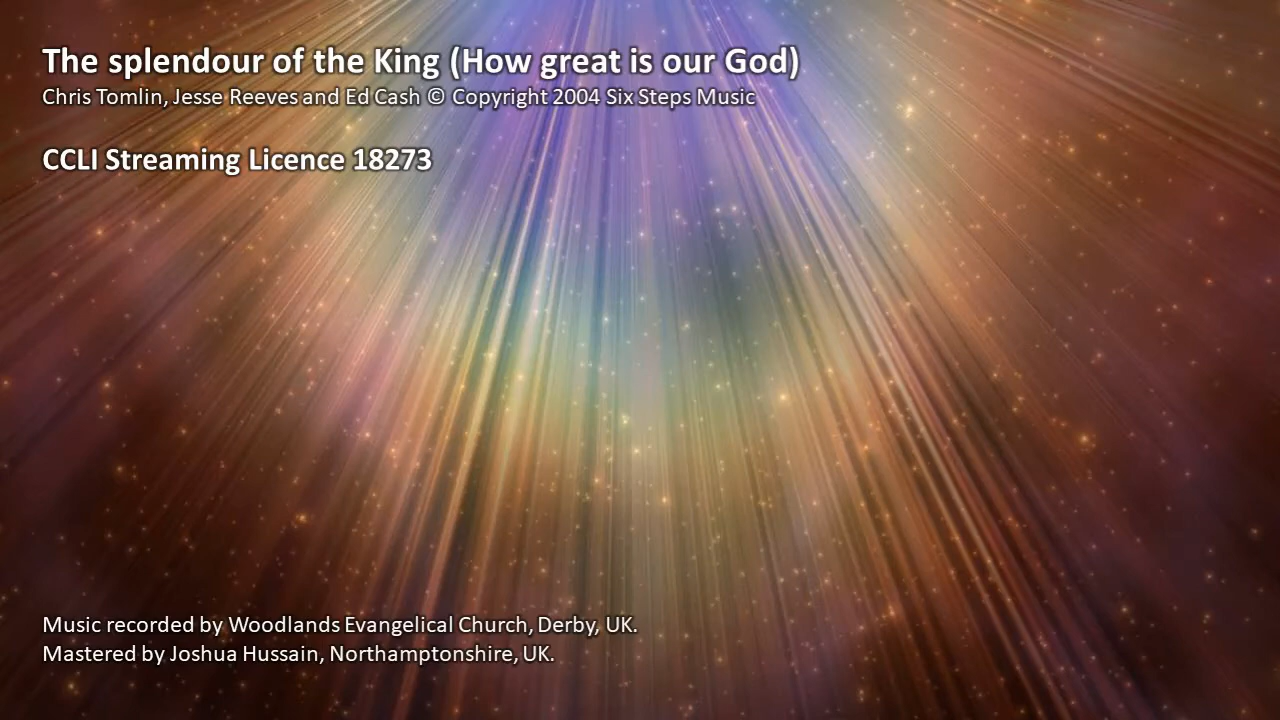 The splendour of the King (How great is our God)
Chris Tomlin, Jesse Reeves and Ed Cash © Copyright 2004 Six Steps Music
CCLI Streaming Licence 18273
Music recorded by Woodlands Evangelical Church, Derby, UK.
Mastered by Joshua Hussain, Northamptonshire, UK.